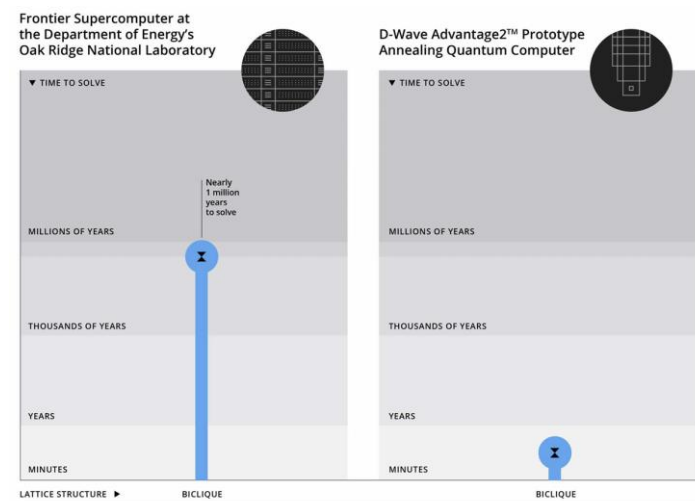 Frontier Supercomputer at
the Department of Energy's
Oak Ridge National Laboratory
▼ TIME TO SOLVE
Nearly
1 million
years
to solve
MILLIONS OF YEARS
THOUSANDS OF YEARS
YEARS
MINUTES
LATTICE STRUCTURE ▶ BICLIQUE
D-Wave Advantage2™ Prototype
Annealing Quantum Computer
▼ TIME TO SOLVE
MILLIONS OF YEARS
THOUSANDS OF YEARS
YEARS
MINUTES
BICLIQUE